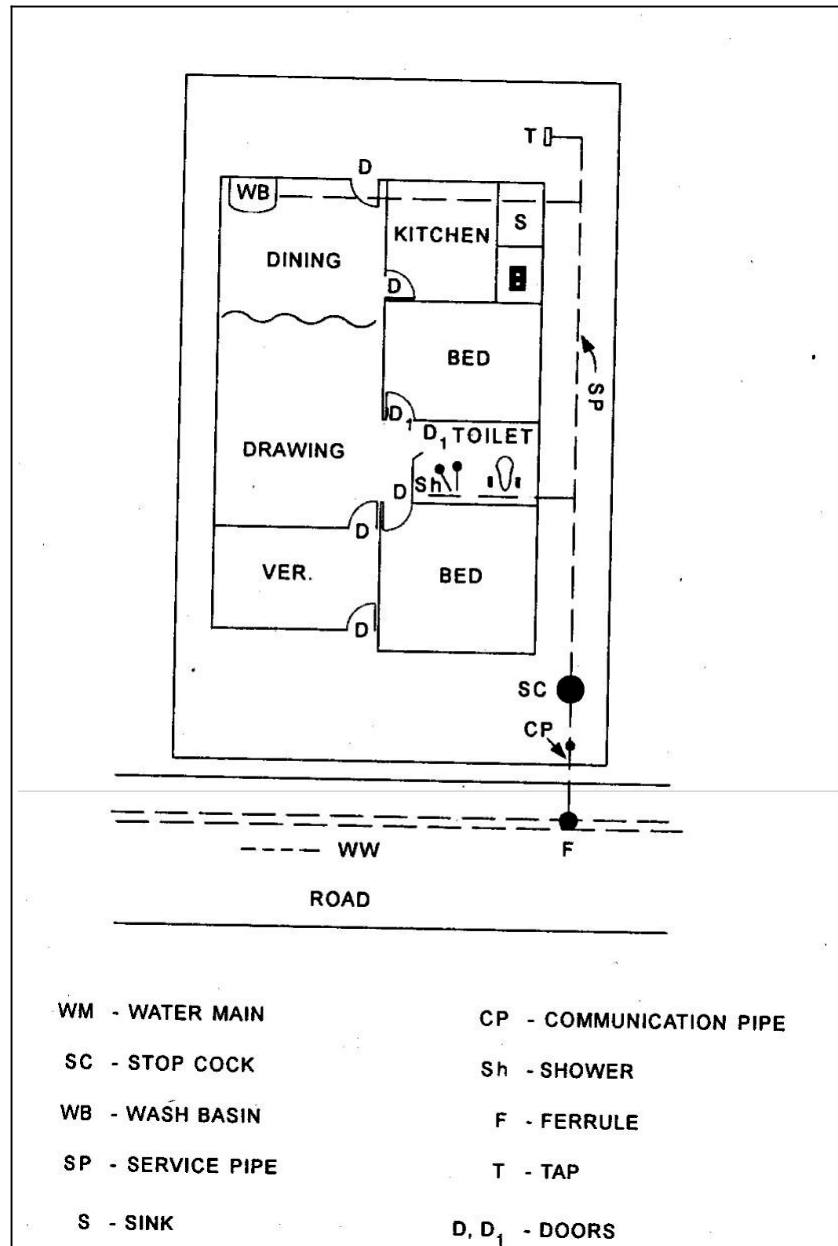 T
D
WB
S
KITCHEN
DINING
D
BED
SP
D₁
D₁ TOILET
DRAWING
Sh
D
D
VER.
BED
D
SC
CP
WW
F
ROAD
WM - WATER MAIN
CP - COMMUNICATION PIPE
SC - STOP COCK
Sh - SHOWER
WB - WASH BASIN
F - FERRULE
SP - SERVICE PIPE
T - TAP
S - SINK
D, D₁ - DOORS